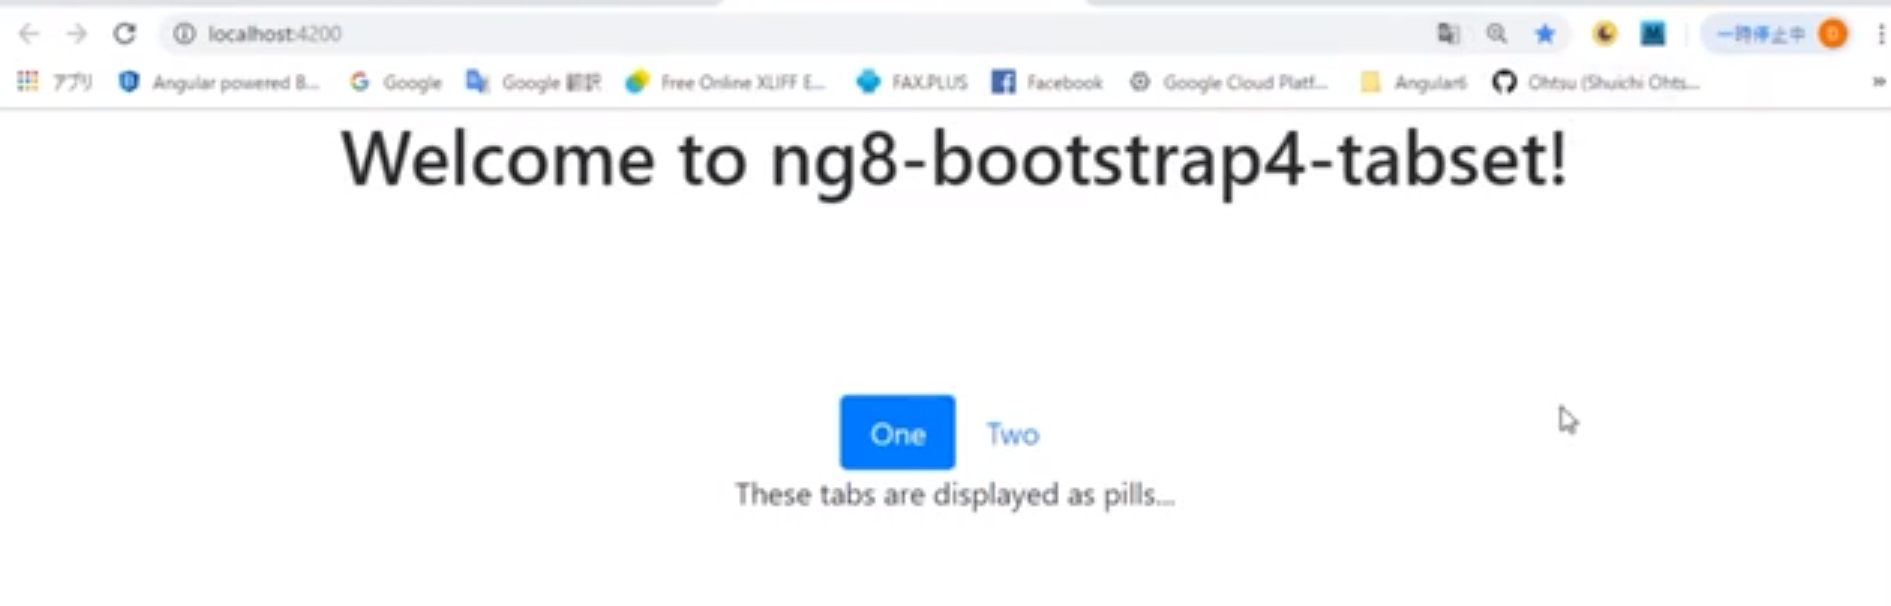 localhost:4200
一時停止中
アプリ Angular powered B... Google Google 翻訳 Free Online XLIFF E... FAX.PLUS Facebook Google Cloud Platf... Angular6 Ohtsu (Shuichi Ohts... »
Welcome to ng8-bootstrap4-tabset!
One Two
These tabs are displayed as pills...